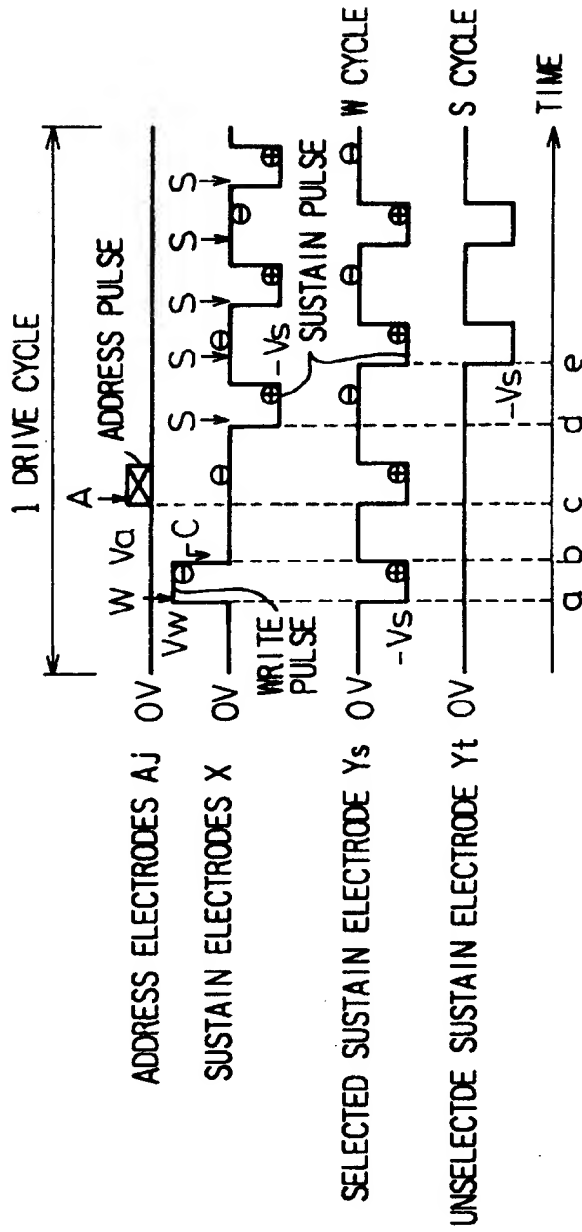 1 DRIVE CYCLE
W Va A ADDRESS PULSE
ADDRESS ELECTRODES Aj 0V
Vw C S S S S S
SUSTAIN ELECTRODES X 0V
WRITE
PULSE
-Vs
SUSTAIN PULSE
SELECTED SUSTAIN ELECTRODE Ys 0V W CYCLE
-Vs
UNSELECTDE SUSTAIN ELECTRODE Yt 0V S CYCLE
-Vs
a b c d e TIME